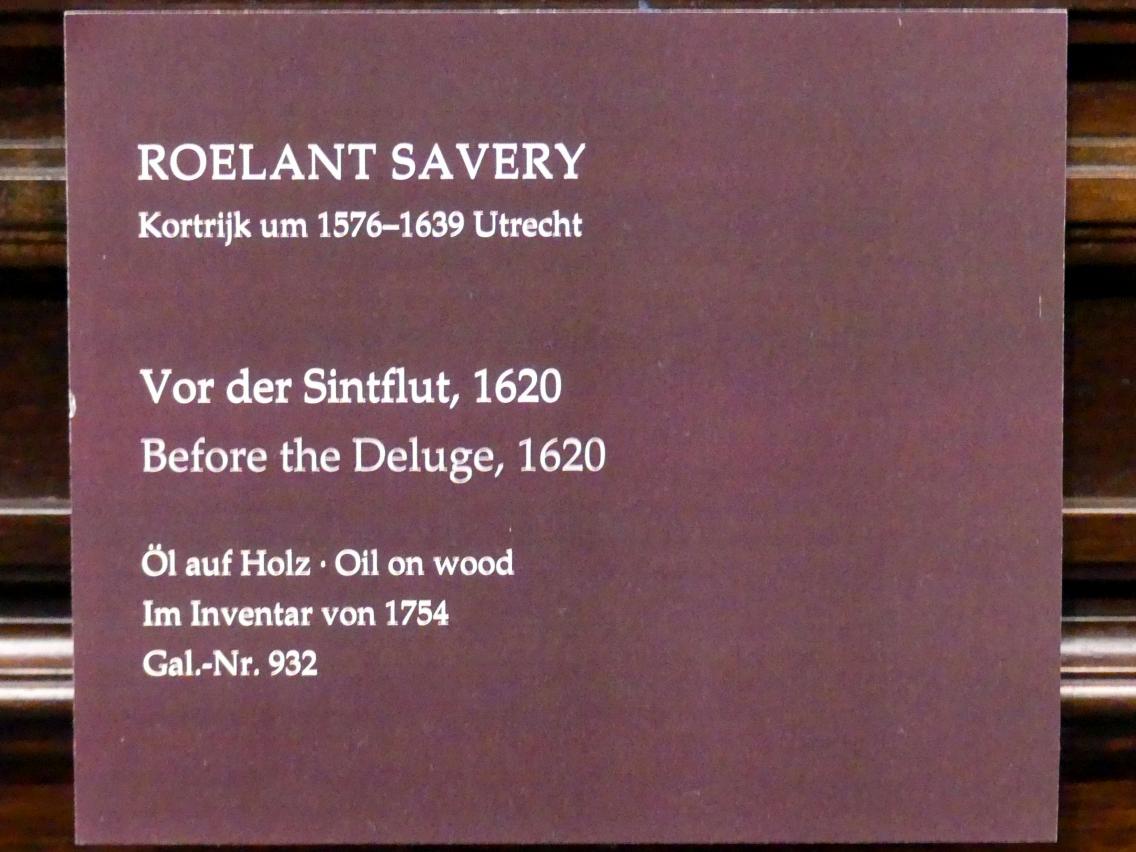 ROELANT SAVERY
Kortrijk um 1576–1639 Utrecht
Vor der Sintflut, 1620
Before the Deluge, 1620
Öl auf Holz · Oil on wood
Im Inventar von 1754
Gal.-Nr. 932